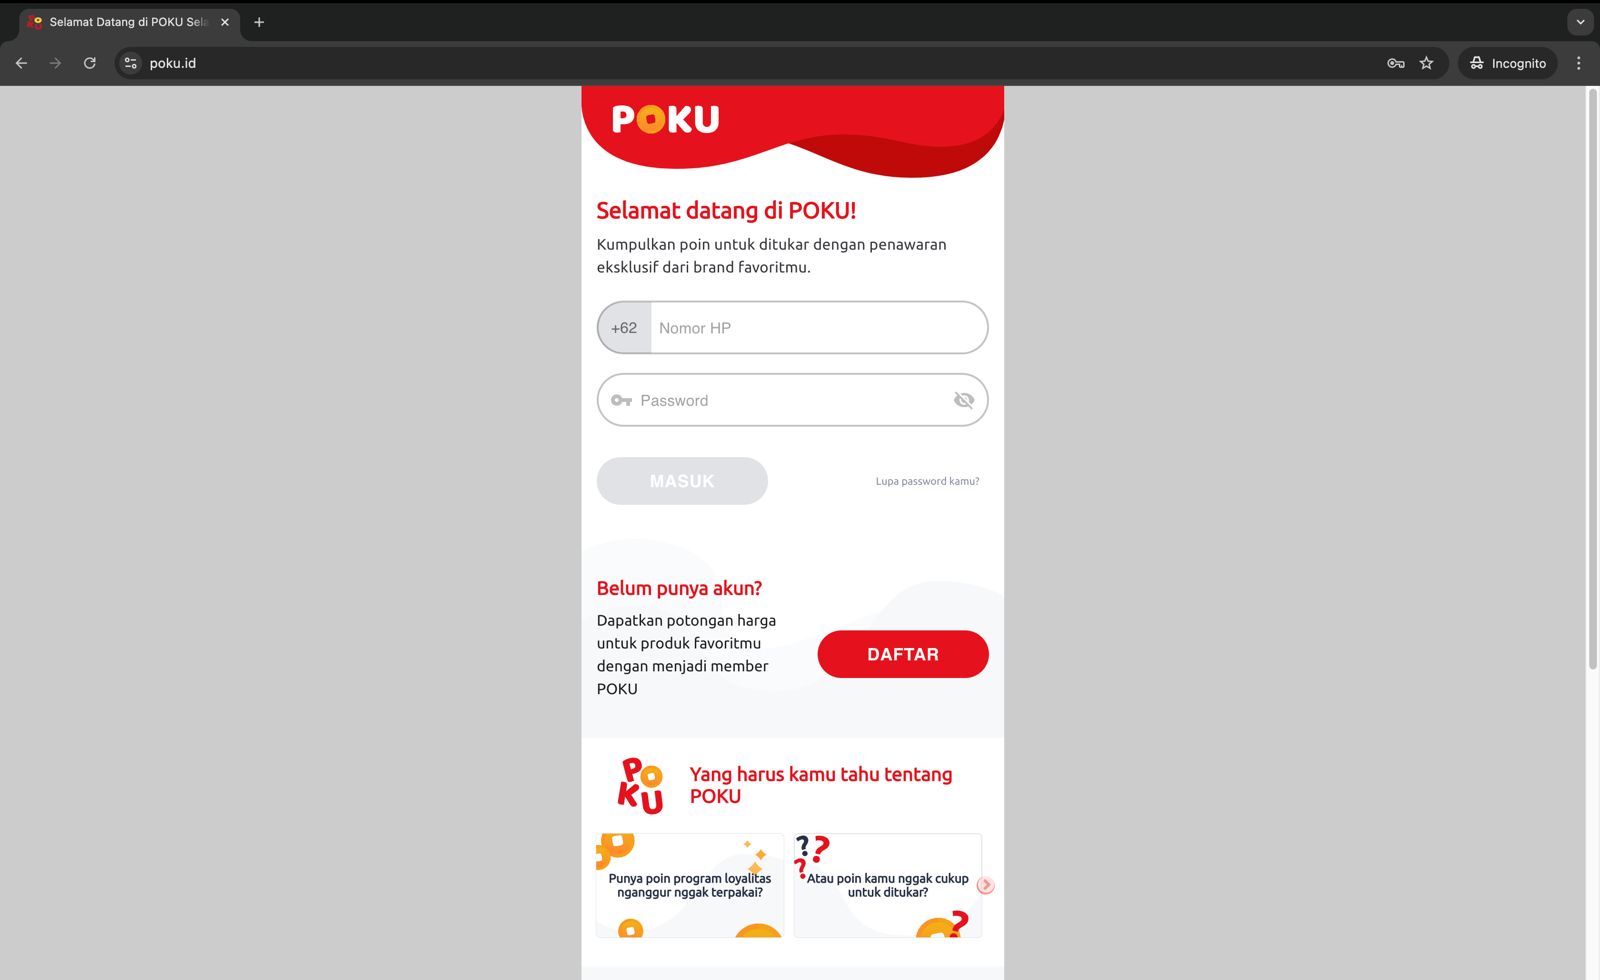 Selamat Datang di POKU Sela
poku.id
Incognito
POKU
Selamat datang di POKU!
Kumpulkan poin untuk ditukar dengan penawaran
eksklusif dari brand favoritmu.
+62 Nomor HP
Password
MASUK
Lupa password kamu?
Belum punya akun?
Dapatkan potongan harga
untuk produk favoritmu
dengan menjadi member
POKU
DAFTAR
PO
KU
Yang harus kamu tahu tentang
POKU
Punya poin program loyalitas
nganggur nggak terpakai?
???
Atau poin kamu nggak cukup
untuk ditukar?
?